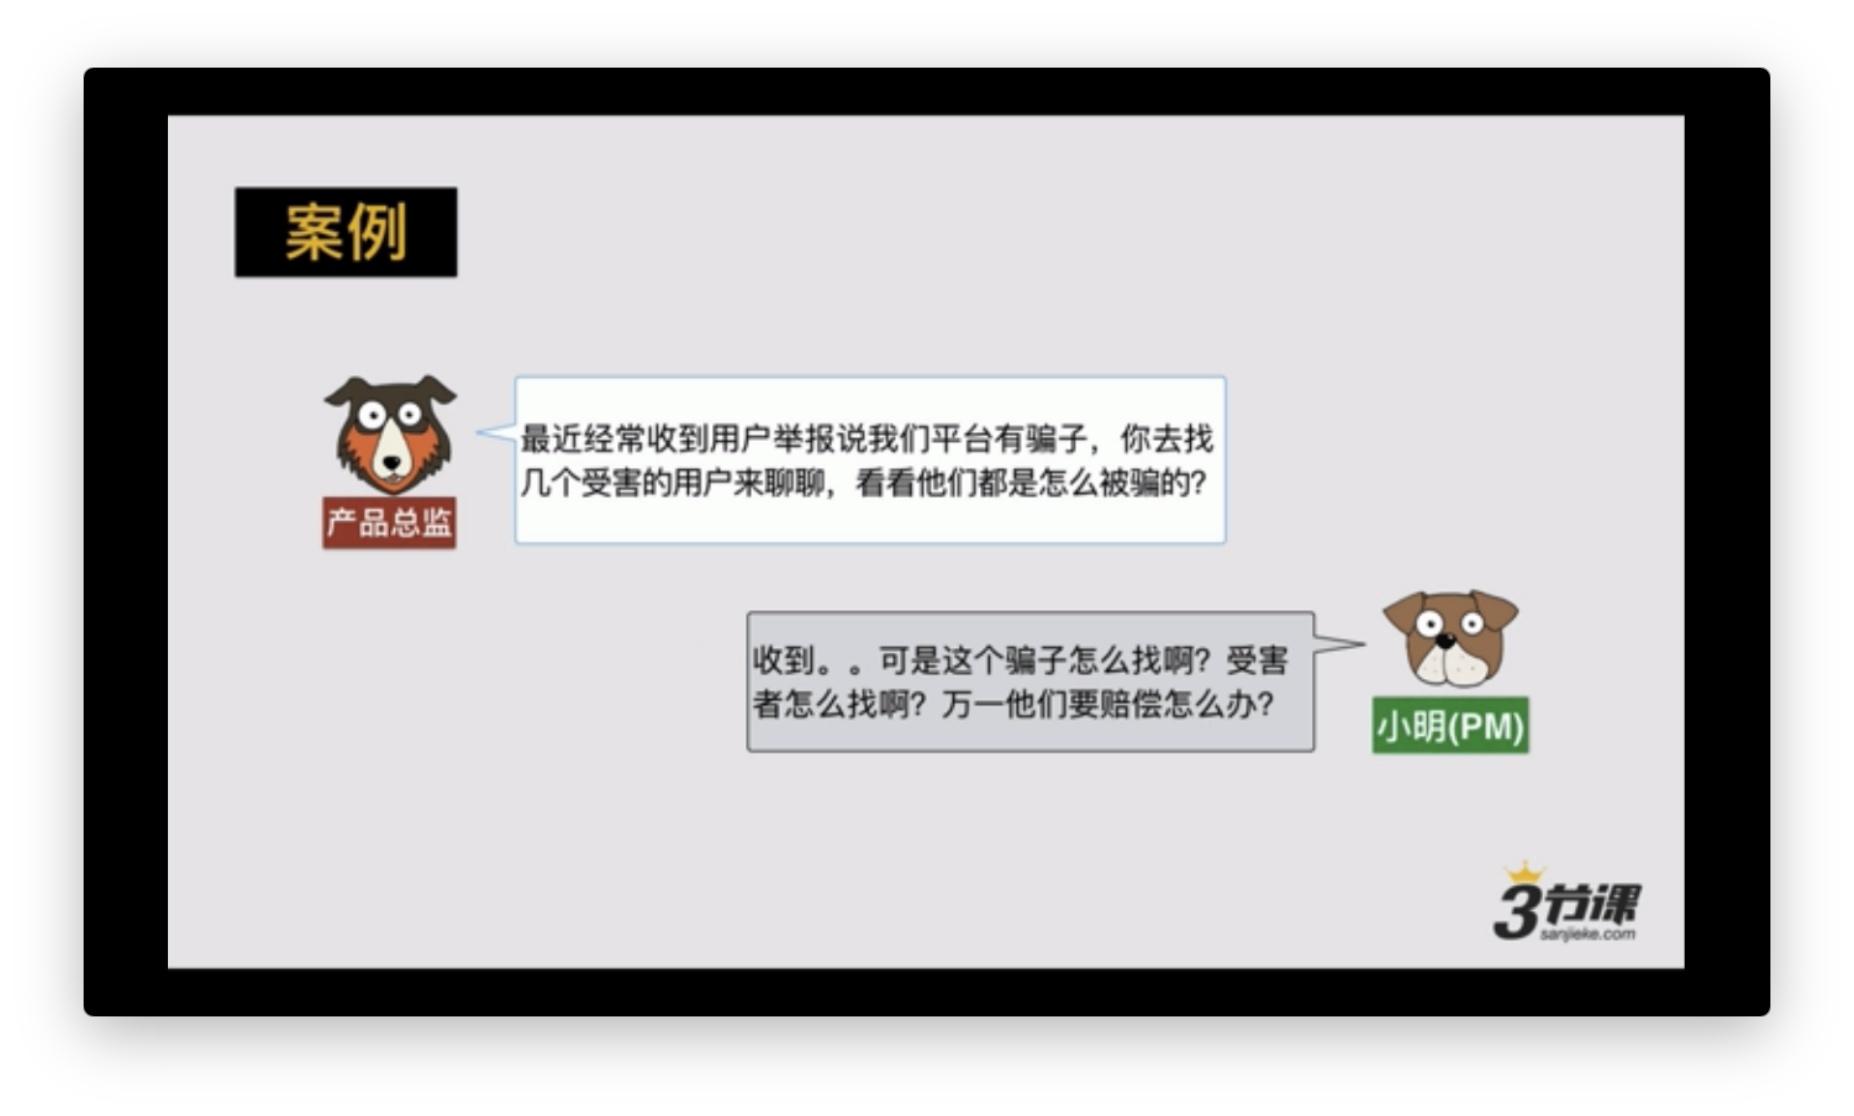 案例
最近经常收到用户举报说我们平台有骗子，你去找
几个受害的用户来聊聊，看看他们都是怎么被骗的？
产品总监
收到。。可是这个骗子怎么找啊？受害
者怎么找啊？万一他们要赔偿怎么办？
小明(PM)
3节课
sanjieke.com